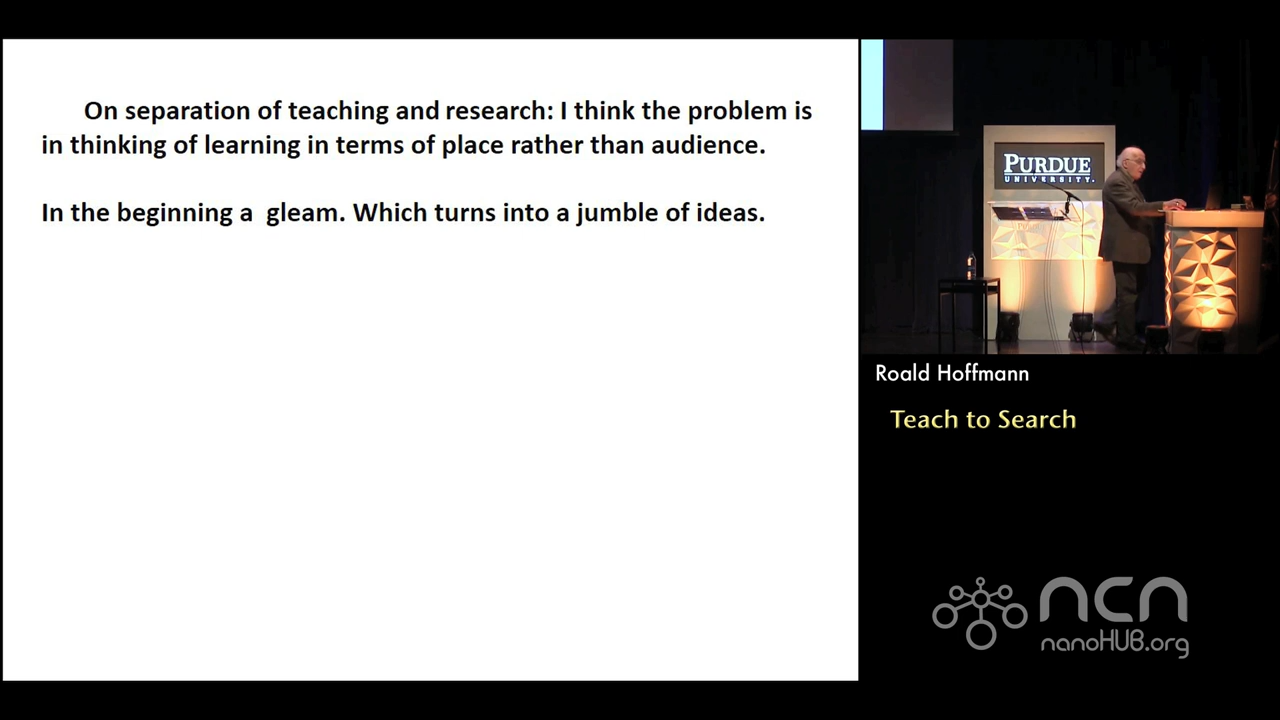 On separation of teaching and research: I think the problem is
in thinking of learning in terms of place rather than audience.
In the beginning a gleam. Which turns into a jumble of ideas.
PURDUE
UNIVERSITY.
Roald Hoffmann
Teach to Search
ncn
nanoHUB.org